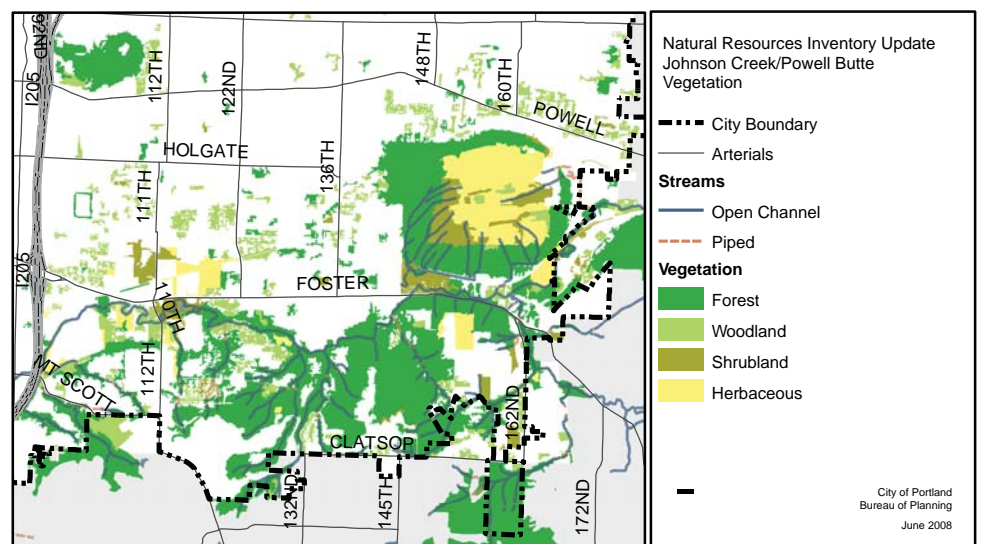 92ND
I205
112TH
122ND
148TH
160TH
POWELL
HOLGATE
136TH
111TH
I205
FOSTER
110TH
MT SCOTT
112TH
162ND
CLATSOP
132ND
145TH
172ND
Natural Resources Inventory Update
Johnson Creek/Powell Butte
Vegetation
City Boundary
Arterials
Streams
Open Channel
Piped
Vegetation
Forest
Woodland
Shrubland
Herbaceous
City of Portland
Bureau of Planning
June 2008